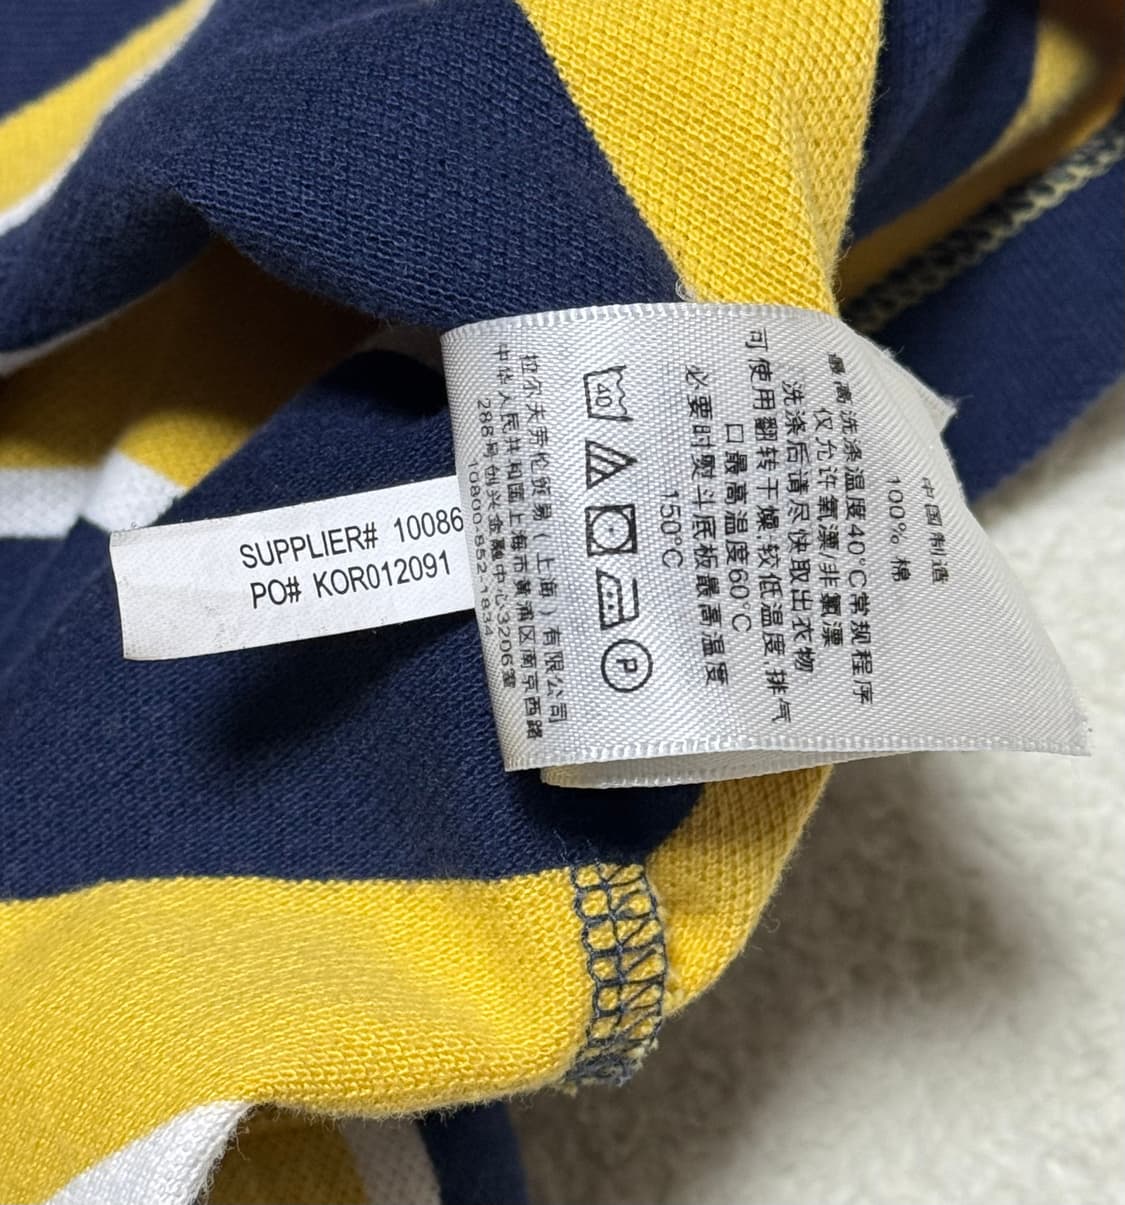 SUPPLIER# 10086
PO# KOR012091
中国制造
100% 棉
最高洗涤温度40°C常规程序
仅允许氧漂/非氯漂
洗涤后请尽快取出衣物
可使用翻转干燥,较低温度,排气
口最高温度60°C
必要时熨斗底板最高温度
150°C
40
P
拉尔夫劳伦贸易(上海)有限公司
中华人民共和国上海市黄浦区南京西路
288号创兴金融中心3206室
10800-852-1834